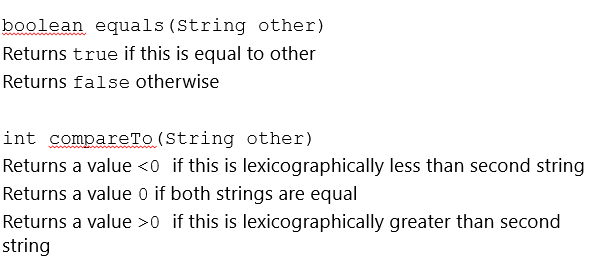 boolean equals(String other)
Returns true if this is equal to other
Returns false otherwise
int compareTo(String other)
Returns a value <0 if this is lexicographically less than second string
Returns a value 0 if both strings are equal
Returns a value >0 if this is lexicographically greater than second
string